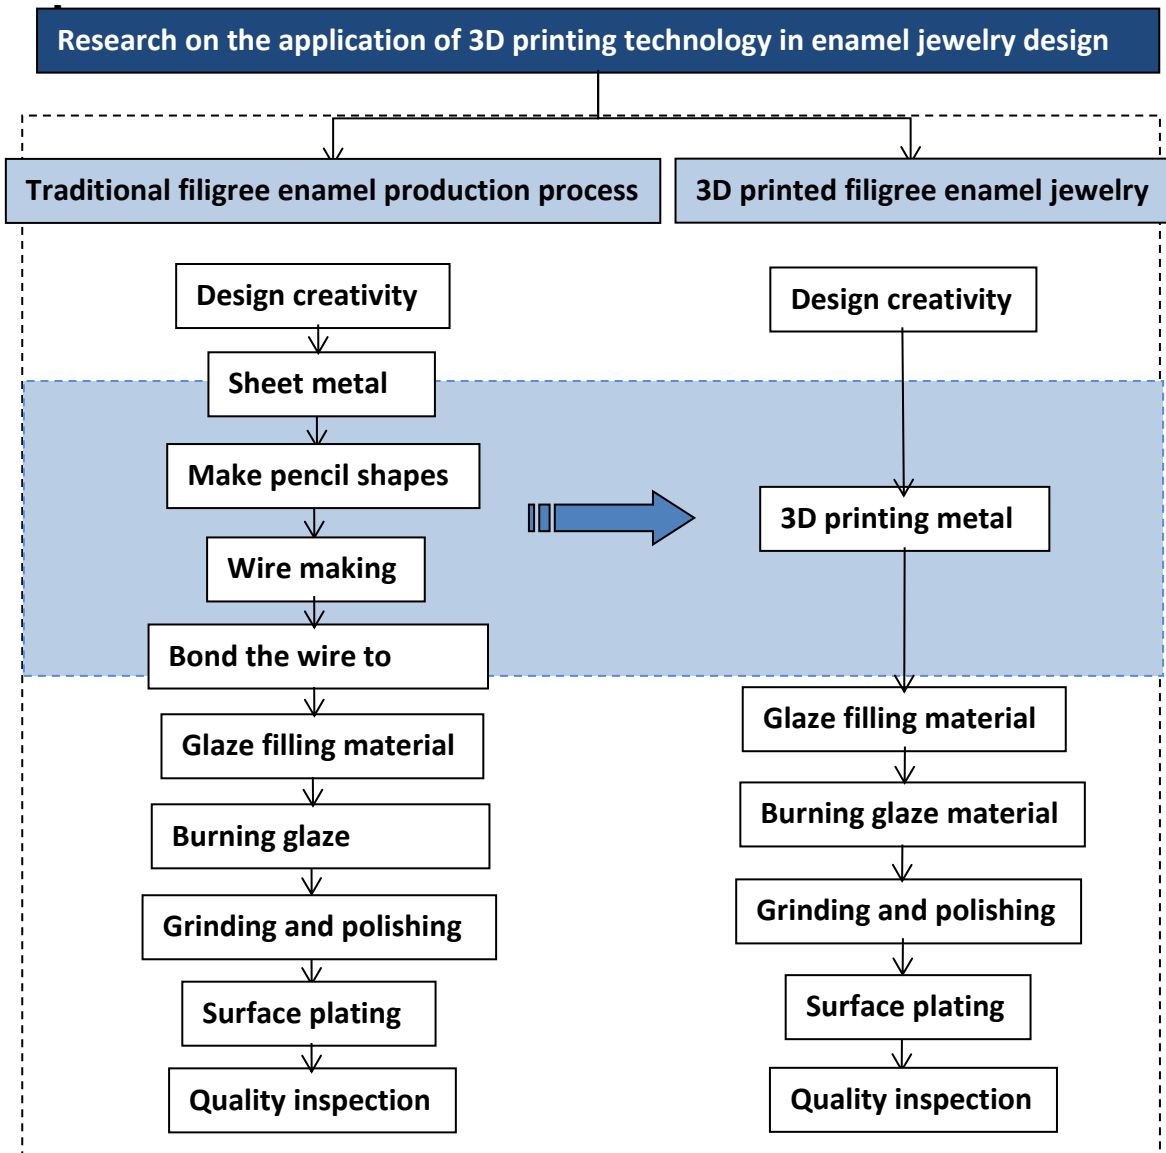 Research on the application of 3D printing technology in enamel jewelry design
Traditional filigree enamel production process
3D printed filigree enamel jewelry
Design creativity
Sheet metal
Make pencil shapes
Wire making
Bond the wire to
Glaze filling material
Burning glaze
Grinding and polishing
Surface plating
Quality inspection
Design creativity
3D printing metal
Glaze filling material
Burning glaze material
Grinding and polishing
Surface plating
Quality inspection